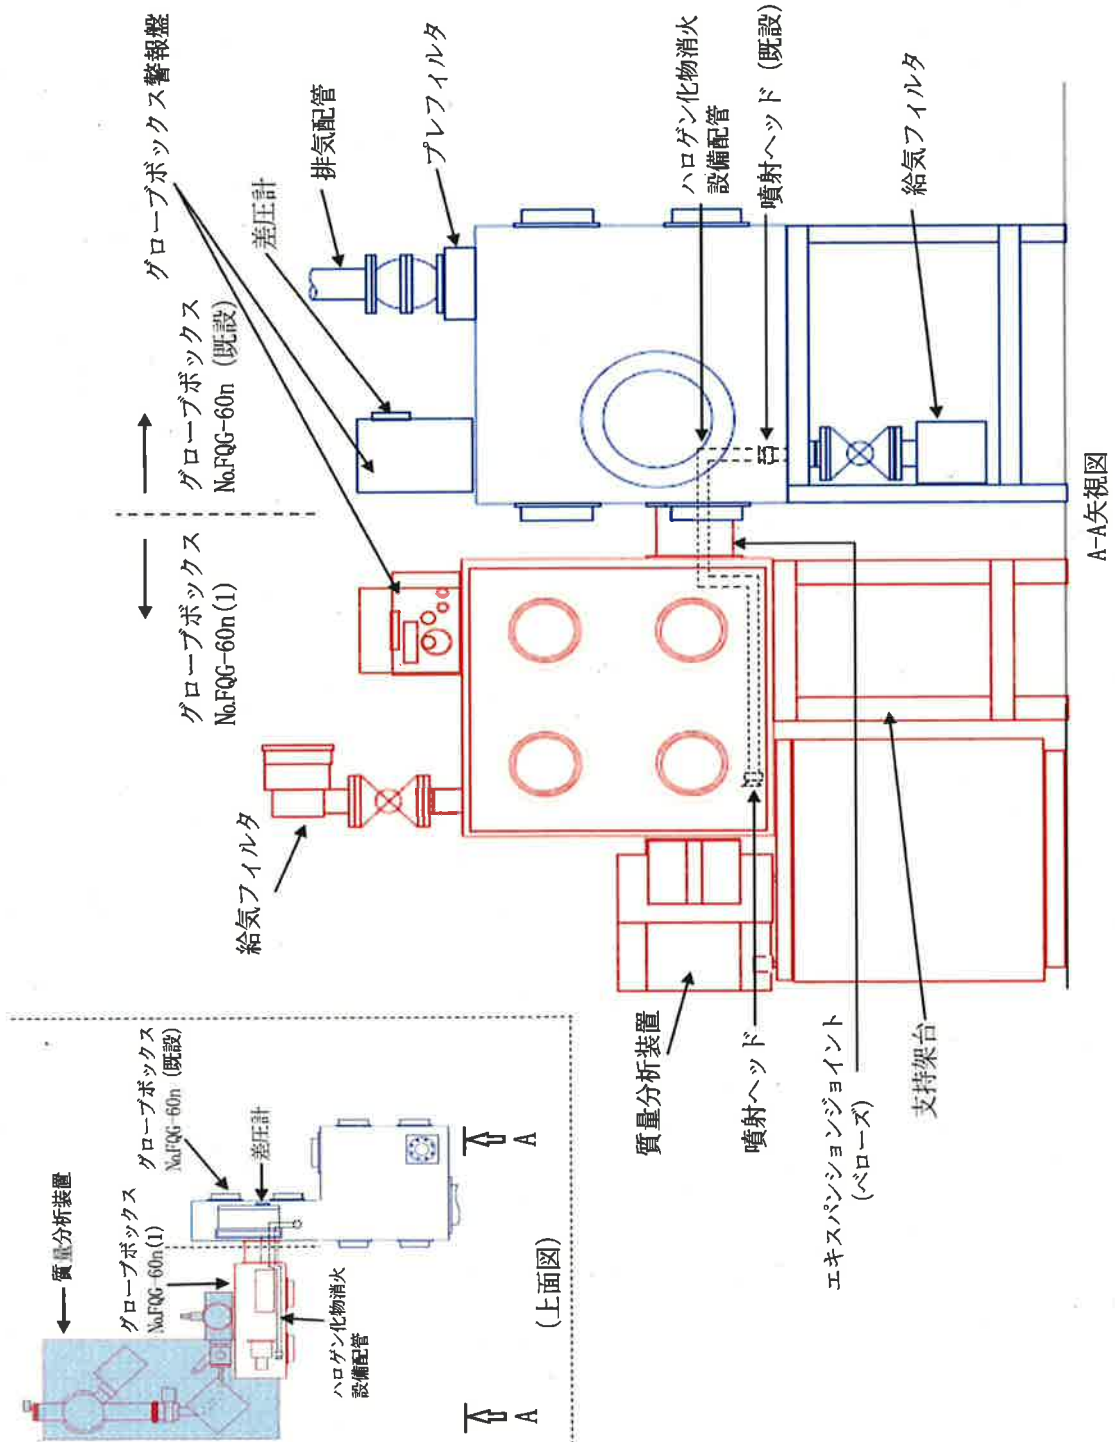 質量分析装置
グローブボックス
No.FQG-60n(1)
グローブボックス
No.FQG-60n (既設)
差圧計
ハロゲン化物消火
設備配管
A
A
(上面図)
グローブボックス
No.FQG-60n(1)
グローブボックス
No.FQG-60n (既設)
グローブボックス警報盤
給気フィルタ
差圧計
排気配管
プレフィルタ
ハロゲン化物消火
設備配管
噴射ヘッド (既設)
給気フィルタ
質量分析装置
噴射ヘッド
エキスパンションジョイント
(ベローズ)
支持架台
A-A矢視図